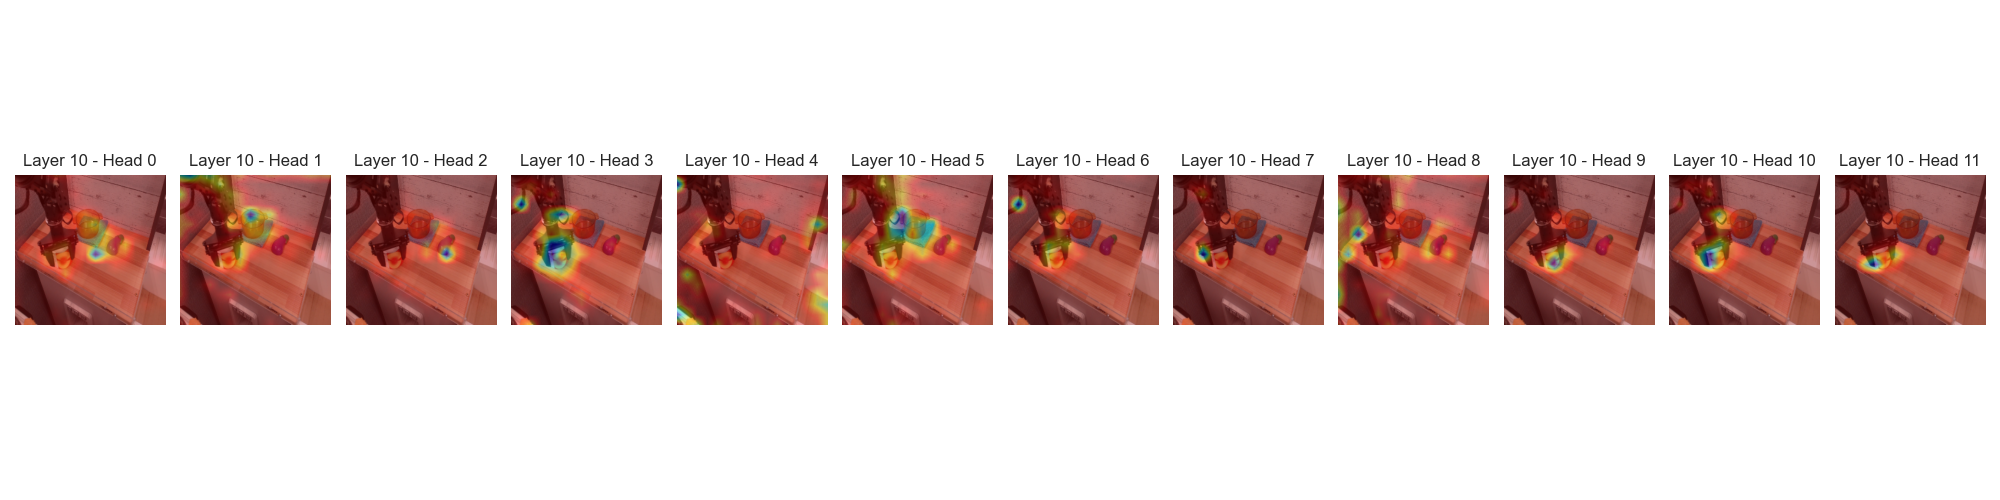 Layer 10 - Head 0
Layer 10 - Head 1
Layer 10 - Head 2
Layer 10 - Head 3
Layer 10 - Head 4
Layer 10 - Head 5
Layer 10 - Head 6
Layer 10 - Head 7
Layer 10 - Head 8
Layer 10 - Head 9
Layer 10 - Head 10
Layer 10 - Head 11